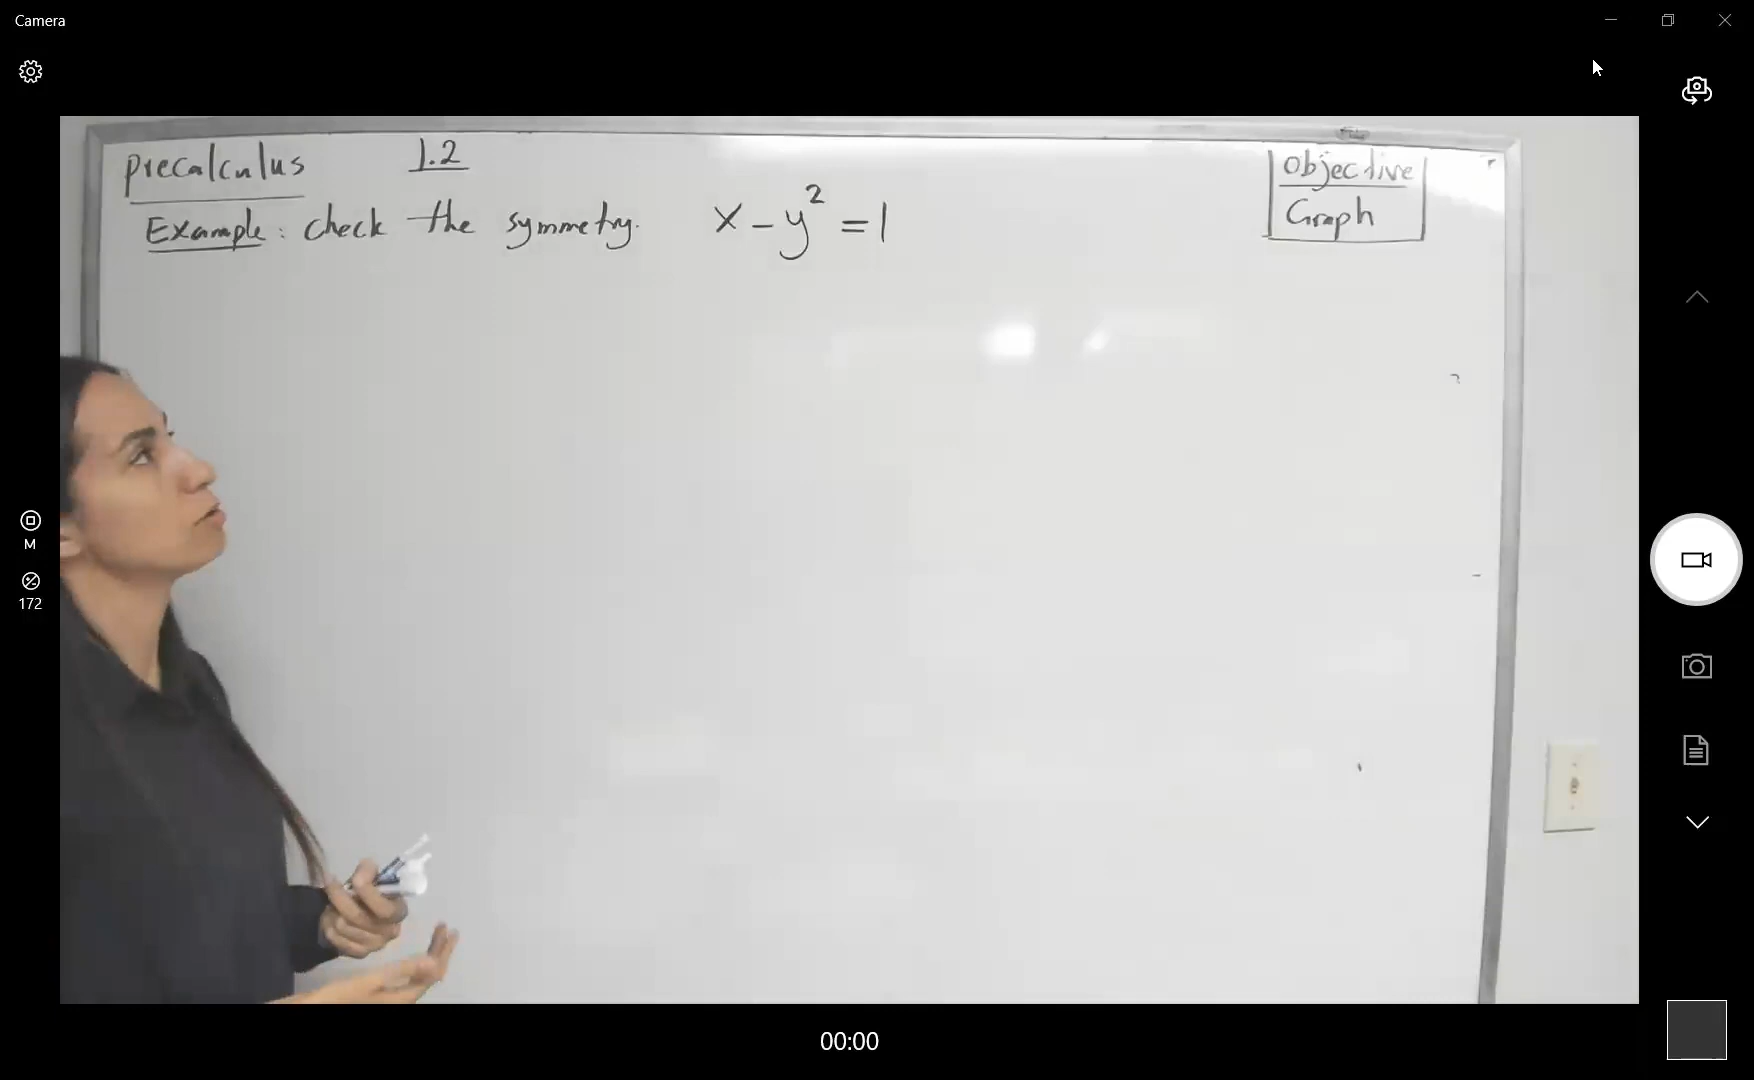 Camera
precalculus 1.2
Example: check the symmetry. x - y² = 1
Objective
Graph
M
172
00:00